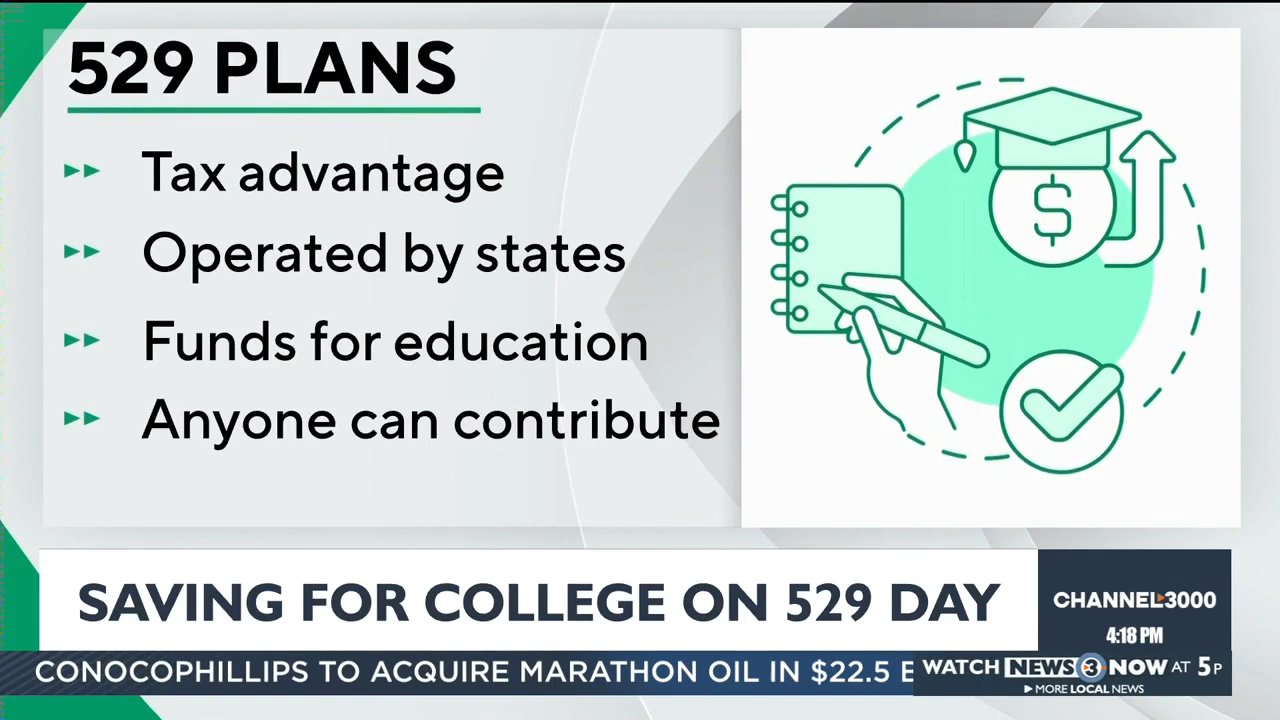 529 PLANS
Tax advantage
Operated by states
Funds for education
Anyone can contribute
$
SAVING FOR COLLEGE ON 529 DAY
CHANNEL3000
4:18 PM
CONOCOPHILLIPS TO ACQUIRE MARATHON OIL IN $22.5
WATCH NEWS 3 NOW AT 5P
MORE LOCAL NEWS